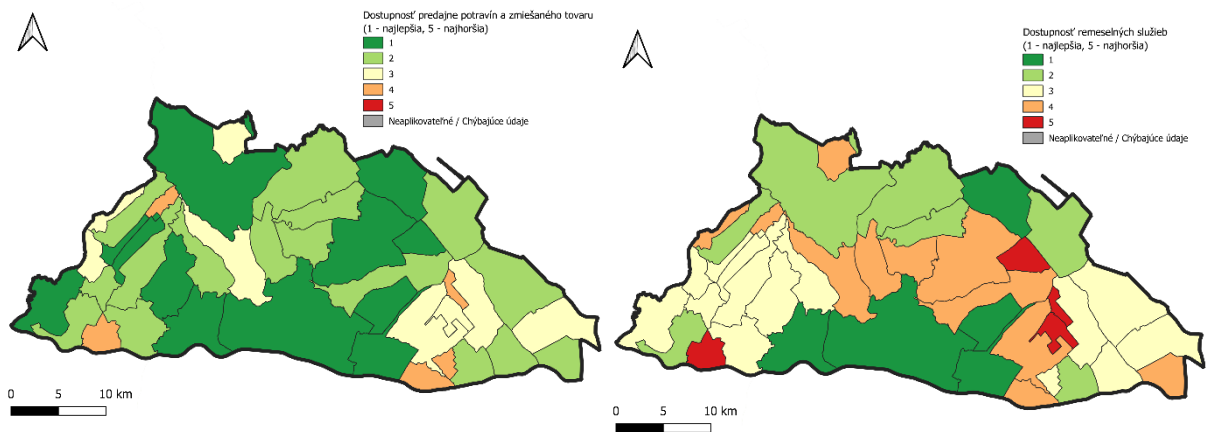 Dostupnosť predajne potravín a zmiešaného tovaru
(1 - najlepšia, 5 - najhoršia)
1
2
3
4
5
Neaplikovateľné / Chýbajúce údaje
0 5 10 km
Dostupnosť remeselných služieb
(1 - najlepšia, 5 - najhoršia)
1
2
3
4
5
Neaplikovateľné / Chýbajúce údaje
0 5 10 km